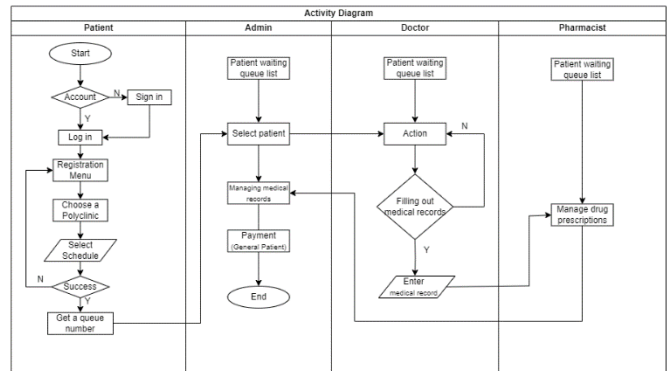 Activity Diagram
Patient
Admin
Doctor
Pharmacist
Start
Account
N
Sign in
Y
Log in
Registration
Menu
Choose a
Polyclinic
Select
Schedule
N
Success
Y
Get a queue
number
Patient waiting
queue list
Select patient
Managing medical
records
Payment
(General Patient)
End
Patient waiting
queue list
Action
N
Filling out
medical records
Y
Enter
medical record
Patient waiting
queue list
Manage drug
prescriptions